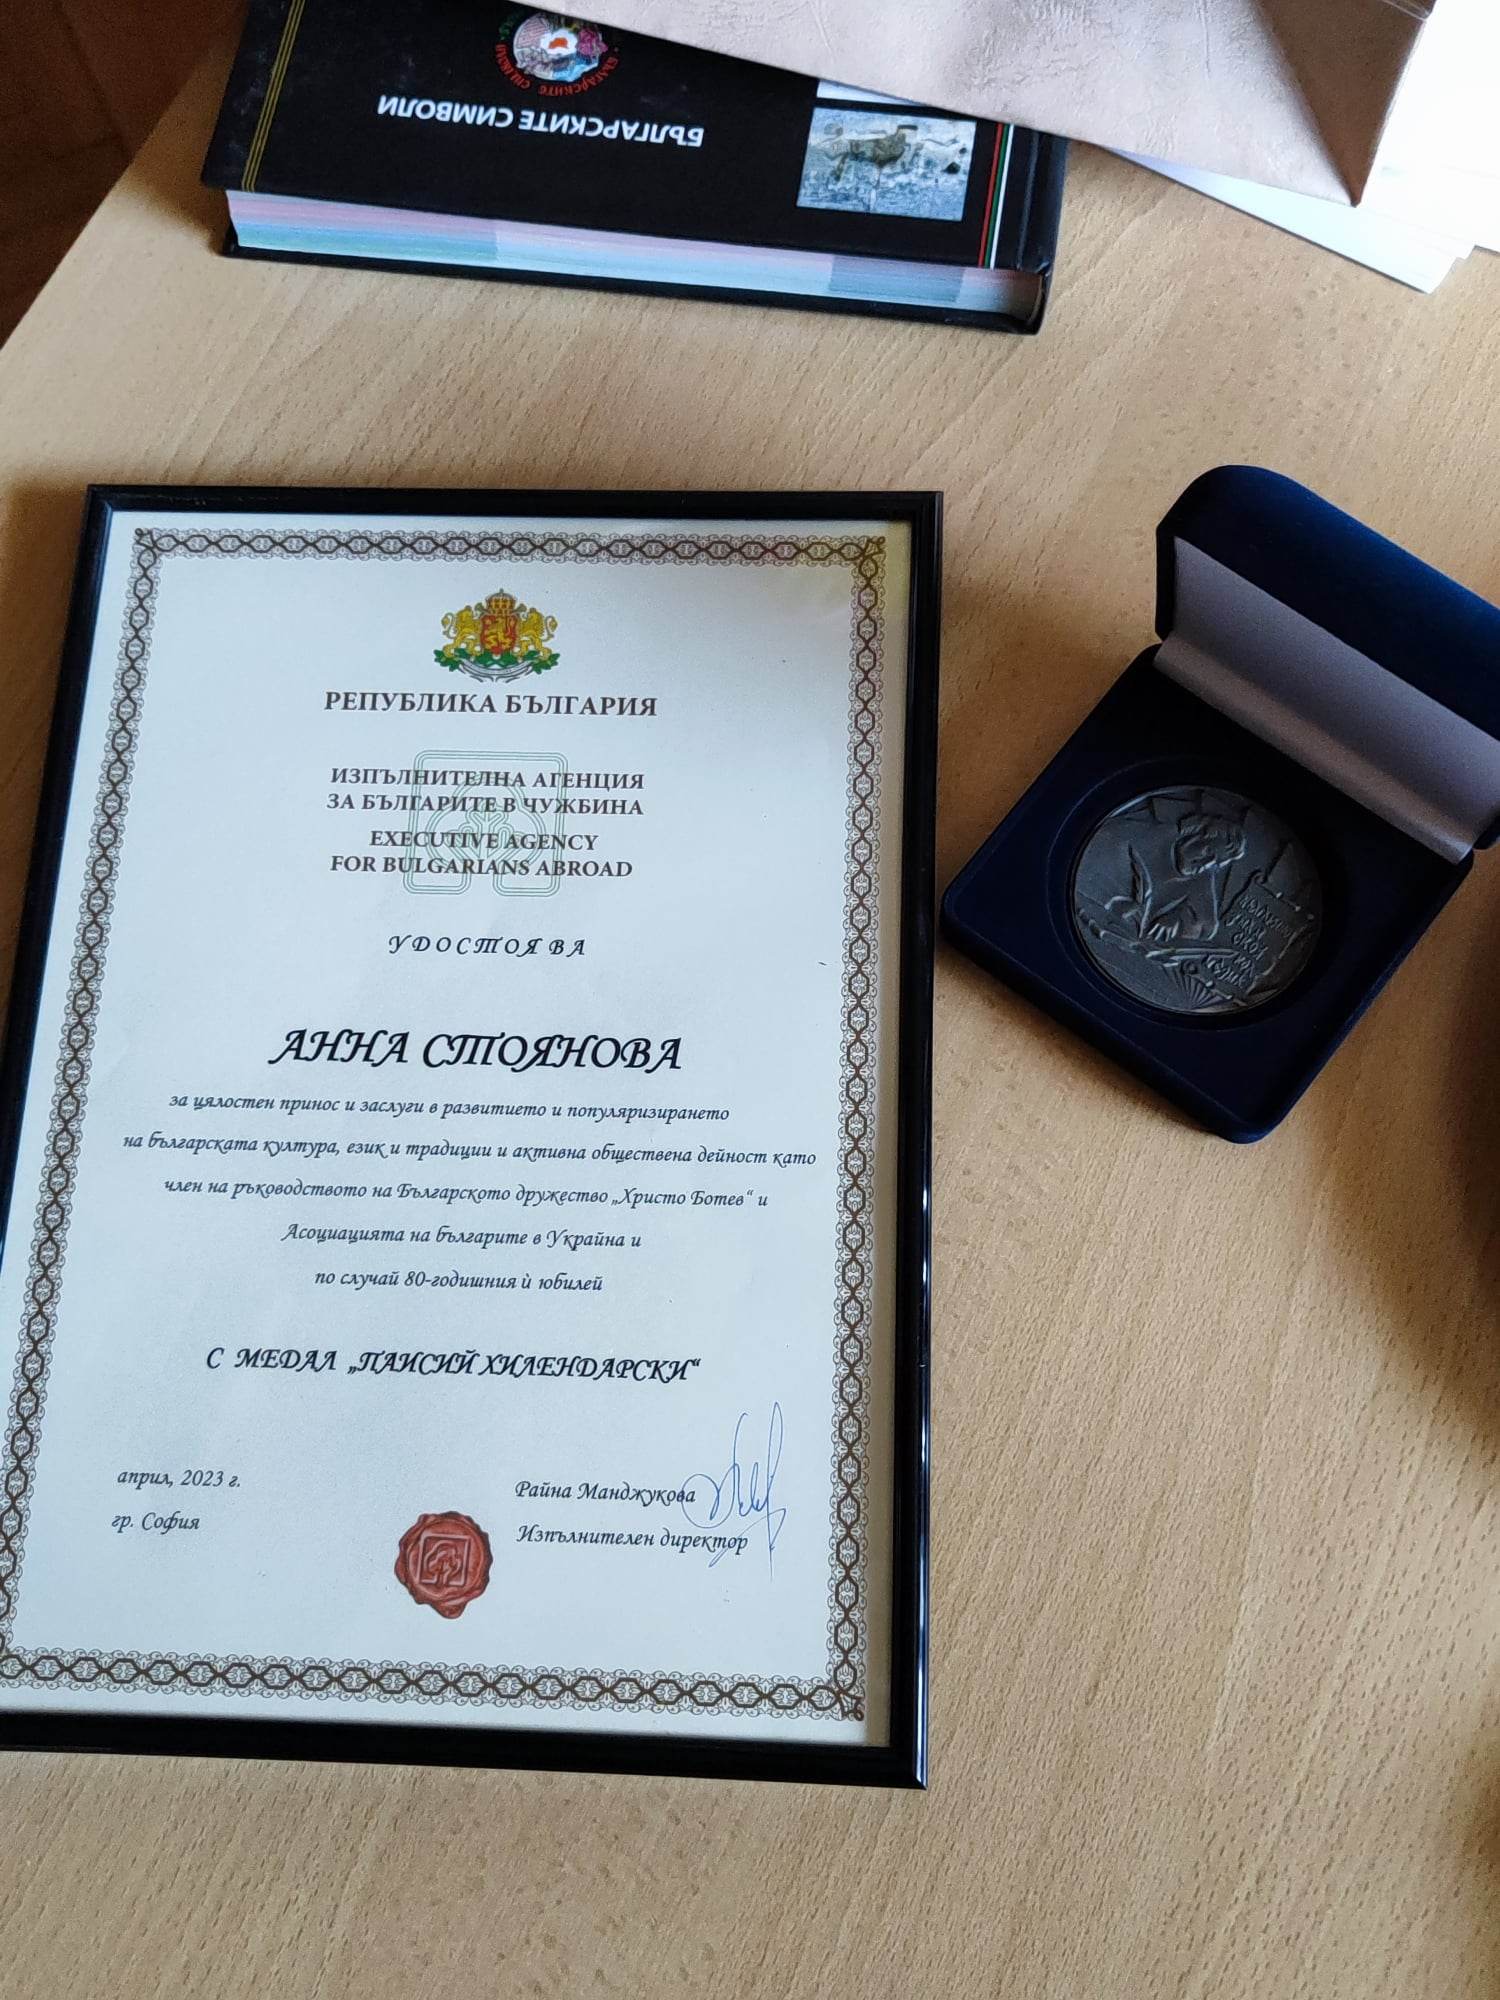 БЪЛГАРСКИТЕ СИМВОЛИ
РЕПУБЛИКА БЪЛГАРИЯ
ИЗПЪЛНИТЕЛНА АГЕНЦИЯ
ЗА БЪЛГАРИТЕ В ЧУЖБИНА
EXECUTIVE AGENCY
FOR BULGARIANS ABROAD
УДОСТОЯВА
АННА СТОЯНОВА
за цялостен принос и заслуги в развитието и популяризирането
на българската култура, език и традиции и активна обществена дейност като
член на ръководството на Българското дружество „Христо Ботев“ и
Асоциацията на българите в Украйна и
по случай 80-годишния ѝ юбилей
С МЕДАЛ „ПАИСИЙ ХИЛЕНДАРСКИ“
април, 2023 г.
гр. София
Райна Манджукова
Изпълнителен директор